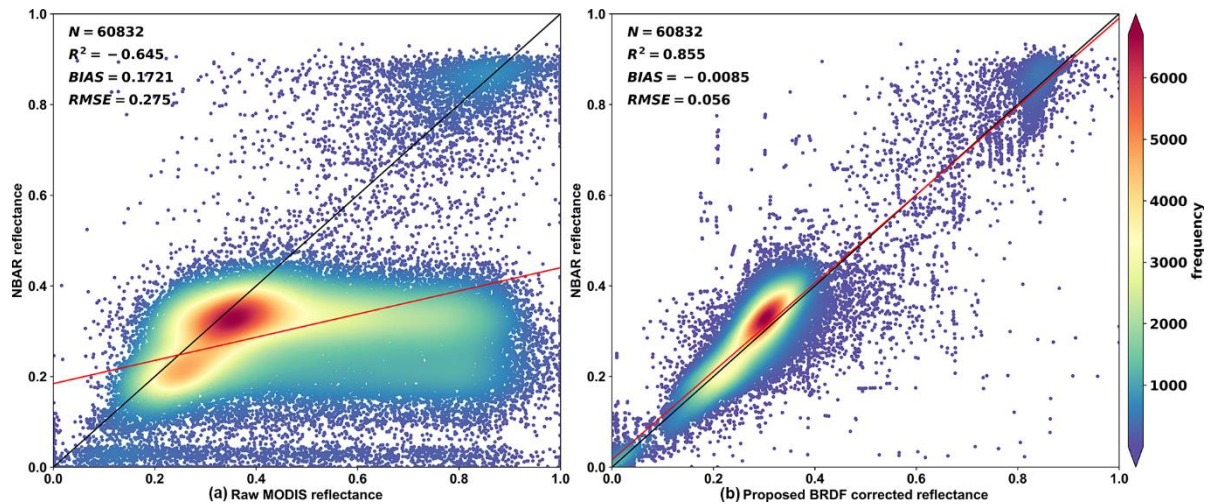 1.0
0.8
0.6
0.4
0.2
0.0
NBAR reflectance
N = 60832
R² = −0.645
BIAS = 0.1721
RMSE = 0.275
0.0 0.2 0.4 0.6 0.8 1.0
(a) Raw MODIS reflectance
1.0
0.8
0.6
0.4
0.2
0.0
NBAR reflectance
N = 60832
R² = 0.855
BIAS = −0.0085
RMSE = 0.056
0.0 0.2 0.4 0.6 0.8 1.0
(b) Proposed BRDF corrected reflectance
6000
5000
4000
3000
2000
1000
frequency